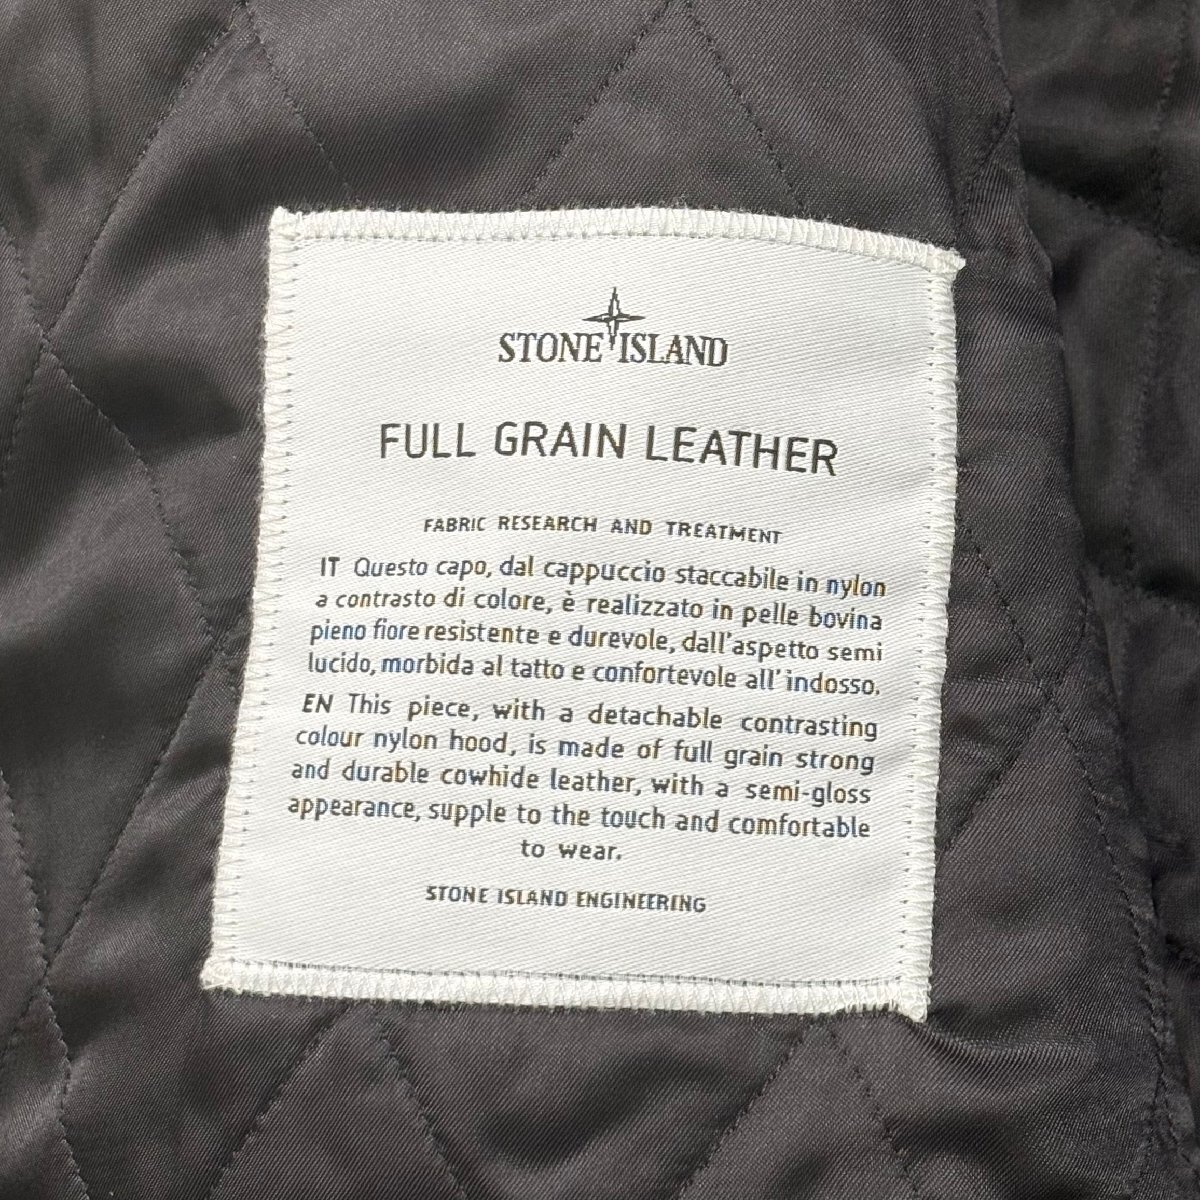 STONE ISLAND
FULL GRAIN LEATHER
FABRIC RESEARCH AND TREATMENT
IT Questo capo, dal cappuccio staccabile in nylon
a contrasto di colore, è realizzato in pelle bovina
pieno fiore resistente e durevole, dall'aspetto semi
lucido, morbida al tatto e confortevole all' indosso.
EN This piece, with a detachable contrasting
colour nylon hood, is made of full grain strong
and durable cowhide leather, with a semi-gloss
appearance, supple to the touch and comfortable
to wear.
STONE ISLAND ENGINEERING